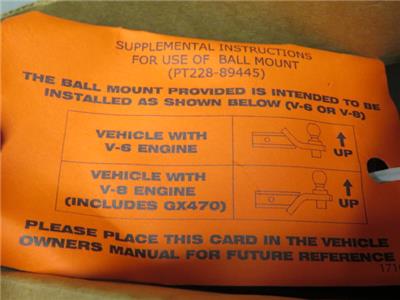 SUPPLEMENTAL INSTRUCTIONS
FOR USE OF BALL MOUNT
(PT228-89445)
THE BALL MOUNT PROVIDED IS INTENDED TO BE
INSTALLED AS SHOWN BELOW (V-6 OR V-8)
VEHICLE WITH
V-6 ENGINE
UP
VEHICLE WITH
V-8 ENGINE
(INCLUDES GX470)
UP
PLEASE PLACE THIS CARD IN THE VEHICLE
OWNERS MANUAL FOR FUTURE REFERENCE